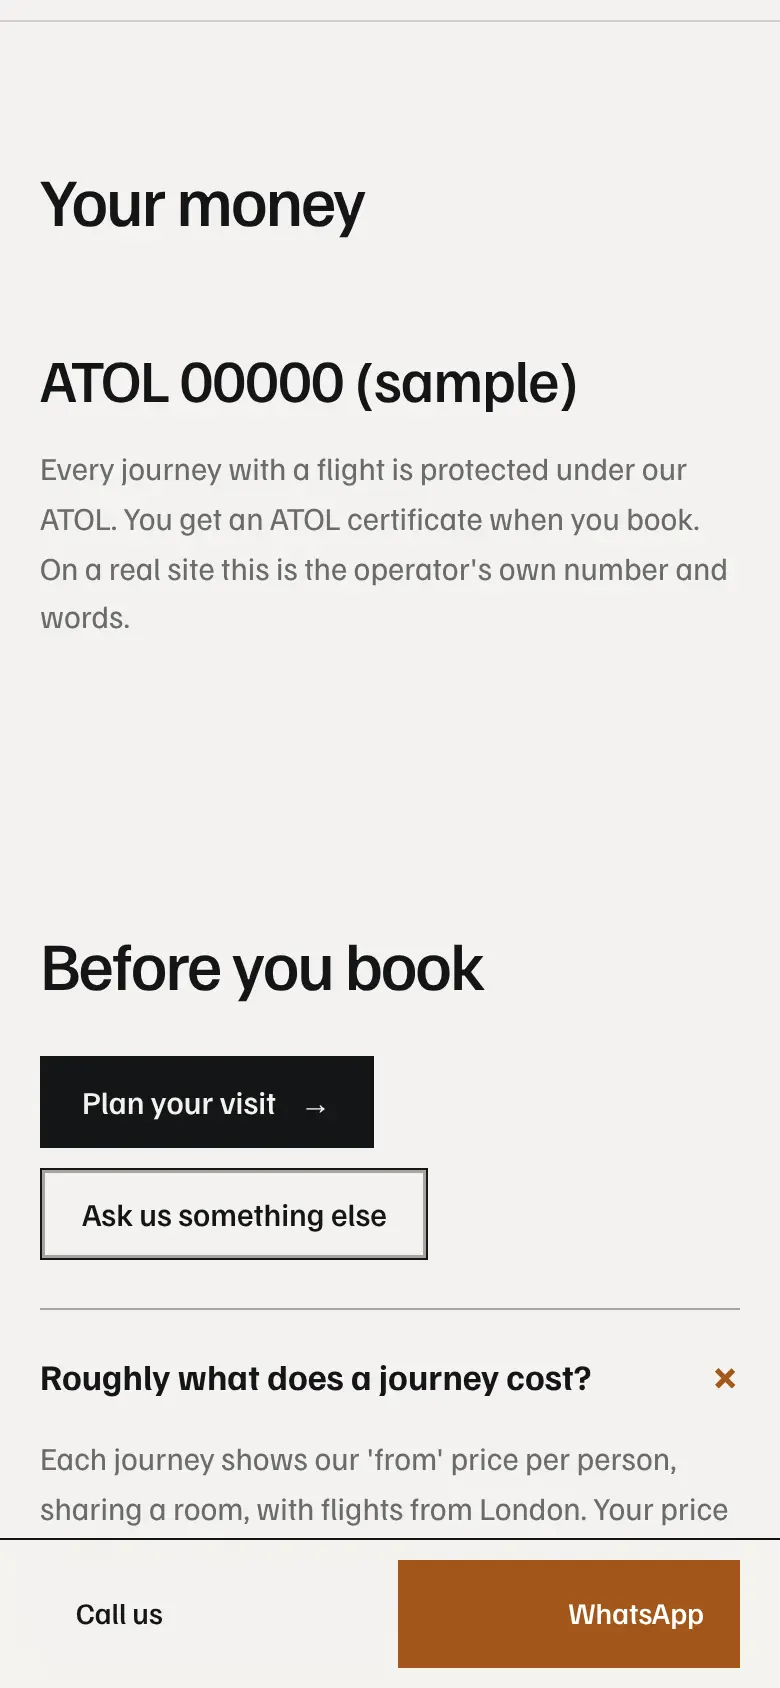 Your money
ATOL 00000 (sample)
Every journey with a flight is protected under our
ATOL. You get an ATOL certificate when you book.
On a real site this is the operator's own number and
words.
Before you book
Plan your visit →
Ask us something else
Roughly what does a journey cost?
Each journey shows our 'from' price per person,
sharing a room, with flights from London. Your price
Call us
WhatsApp